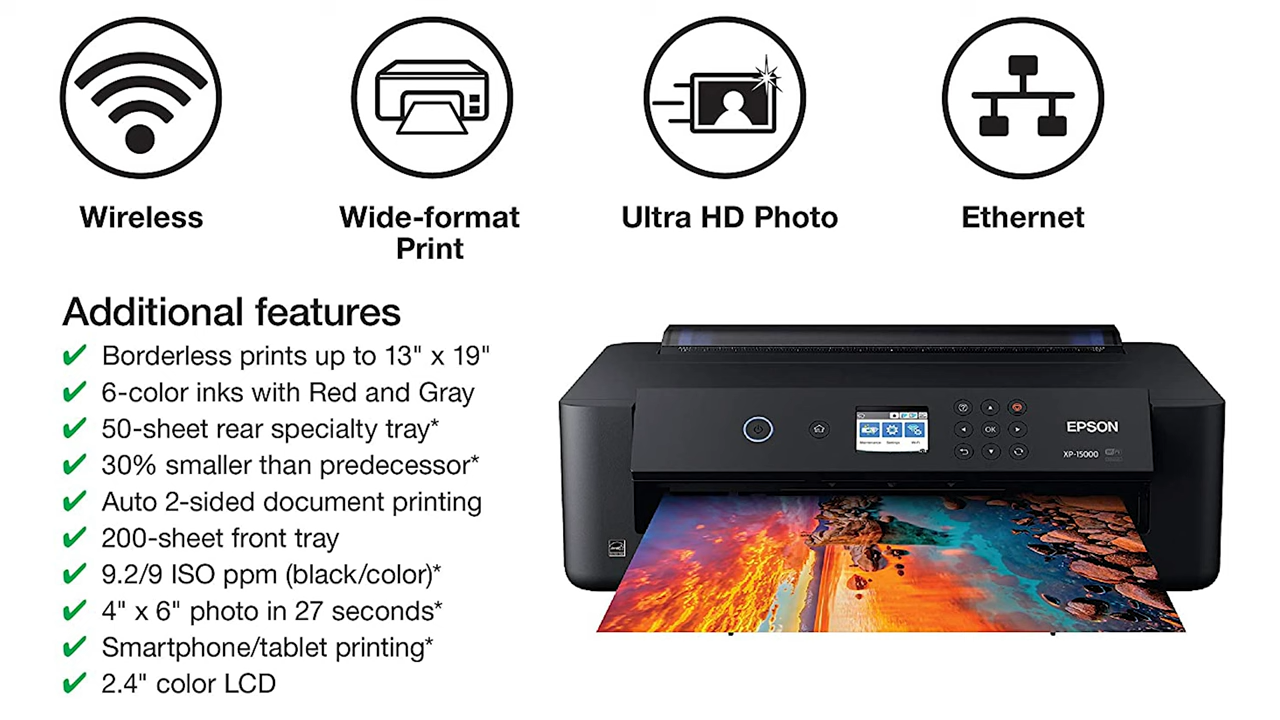 Wireless
Wide-format
Print
Ultra HD Photo
Ethernet
Additional features
✔ Borderless prints up to 13" x 19"
✔ 6-color inks with Red and Gray
✔ 50-sheet rear specialty tray*
✔ 30% smaller than predecessor*
✔ Auto 2-sided document printing
✔ 200-sheet front tray
✔ 9.2/9 ISO ppm (black/color)*
✔ 4" x 6" photo in 27 seconds*
✔ Smartphone/tablet printing*
✔ 2.4" color LCD
OK
EPSON
XP-15000